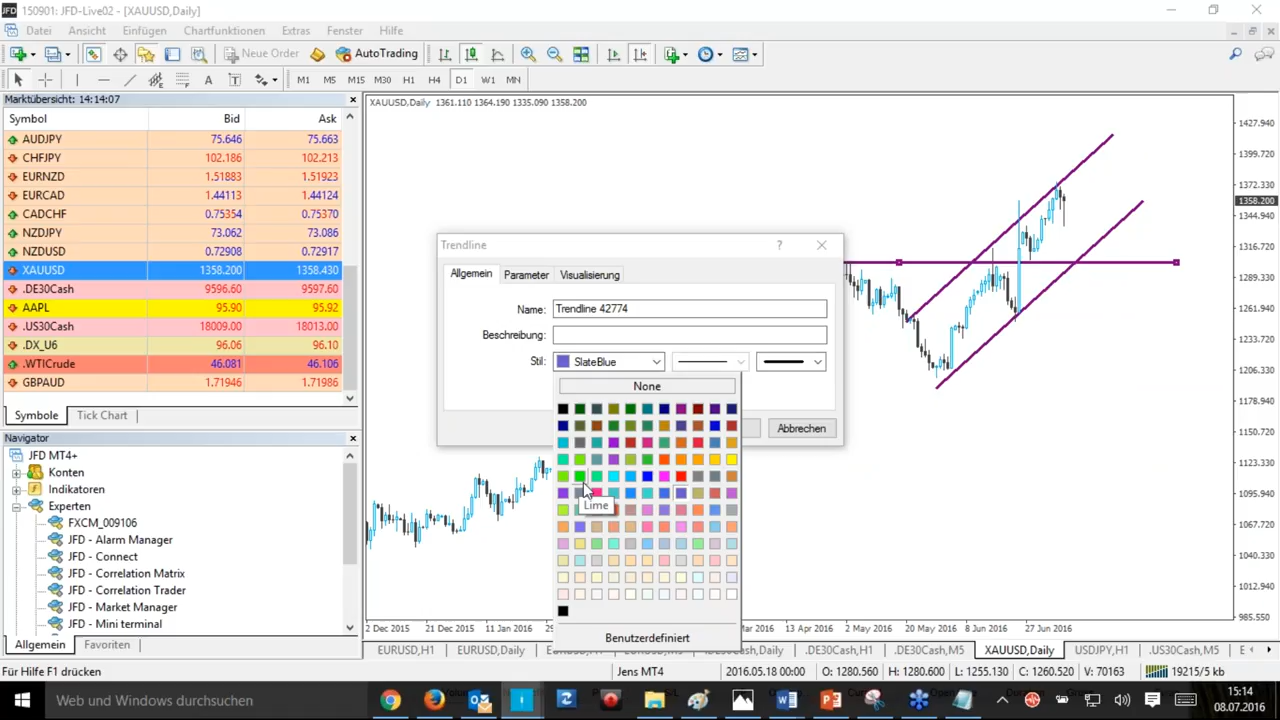 JFD 150901: JFD-Live02 - [XAUUSD,Daily]
Datei Ansicht Einfügen Chartfunktionen Extras Fenster Hilfe
Neue Order AutoTrading
A T M1 M5 M15 M30 H1 H4 D1 W1 MN
Marktübersicht: 14:14:07
Symbol Bid Ask
AUDJPY 75.646 75.663
CHFJPY 102.186 102.213
EURNZD 1.51883 1.51923
EURCAD 1.44113 1.44124
CADCHF 0.75354 0.75370
NZDJPY 73.062 73.086
NZDUSD 0.72908 0.72917
XAUUSD 1358.200 1358.430
.DE30Cash 9596.60 9597.60
AAPL 95.90 95.92
.US30Cash 18009.00 18013.00
.DX_U6 96.06 96.10
.WTICrude 46.081 46.106
GBPAUD 1.71946 1.71986
Symbole Tick Chart
Navigator
JFD MT4+
Konten
Indikatoren
Experten
FXCM_009106
JFD - Alarm Manager
JFD - Connect
JFD - Correlation Matrix
JFD - Correlation Trader
JFD - Market Manager
JFD - Mini terminal
Allgemein Favoriten
XAUUSD,Daily 1361.110 1364.190 1335.090 1358.200
1427.940
1399.720
1372.330
1358.200
1344.940
1316.720
1289.330
1261.940
1233.720
1206.330
1178.940
1150.720
1123.330
1095.940
1067.720
1040.330
1012.940
985.550
Trendline ?
Allgemein Parameter Visualisierung
Name: Trendline 42774
Beschreibung:
Stil: SlateBlue
None
Abbrechen
Lime
Benutzerdefiniert
2 Dec 2015 21 Dec 2015 11 Jan 2016 Mar 2016 13 Apr 2016 2 May 2016 20 May 2016 8 Jun 2016 27 Jun 2016
EURUSD,H1 EURUSD,Daily .DE30Cash,Daily .DE30Cash,H1 .DE30Cash,M5 XAUUSD,Daily USDJPY,H1 .US30Cash,M5 E
Für Hilfe F1 drücken Jens MT4 2016.05.18 00:00 O: 1280.560 H: 1280.600 L: 1255.130 C: 1260.520 V: 70163 19215/5 kb
Web und Windows durchsuchen
15:14
08.07.2016